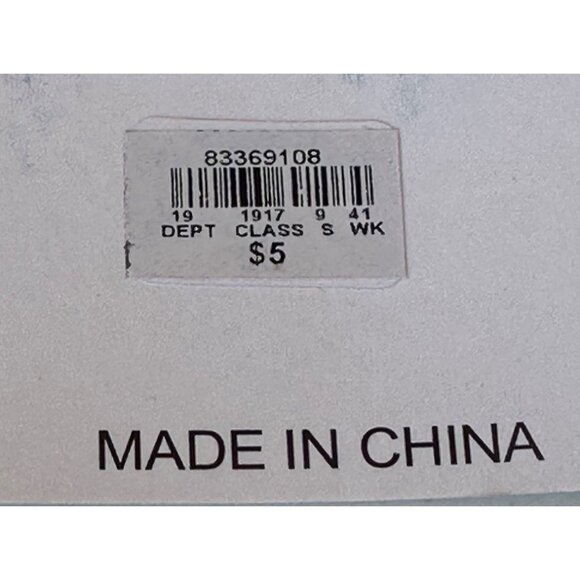 83369108
19 1917 9 41
DEPT CLASS S WK
$5
MADE IN CHINA